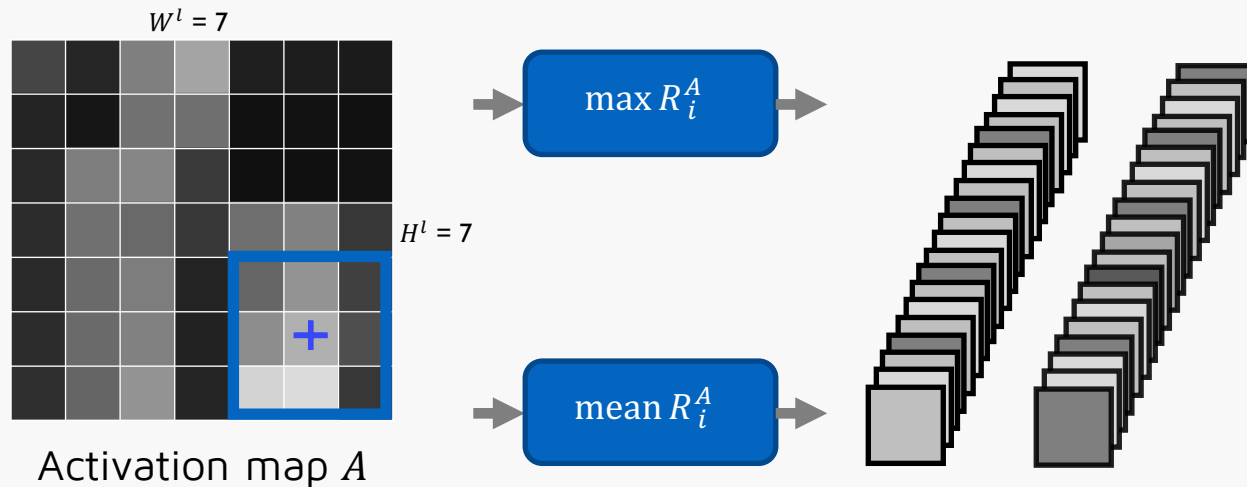 W^l = 7
max R_i^A
H^l = 7
mean R_i^A
Activation map A